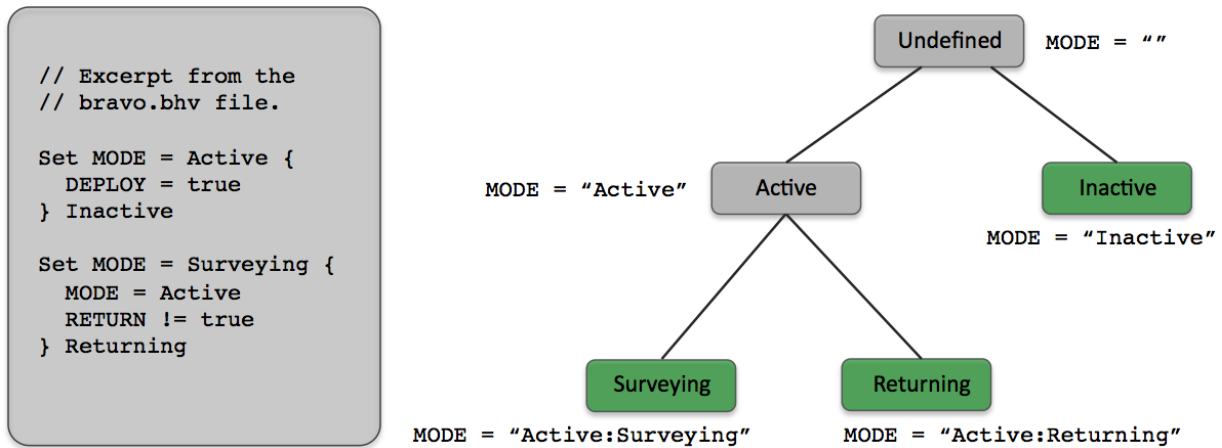 // Excerpt from the
// bravo.bhv file.
Set MODE = Active {
DEPLOY = true
} Inactive
Set MODE = Surveying {
MODE = Active
RETURN != true
} Returning
Undefined
MODE = “”
MODE = “Active”
Active
Inactive
MODE = “Inactive”
Surveying
Returning
MODE = “Active:Surveying”
MODE = “Active:Returning”